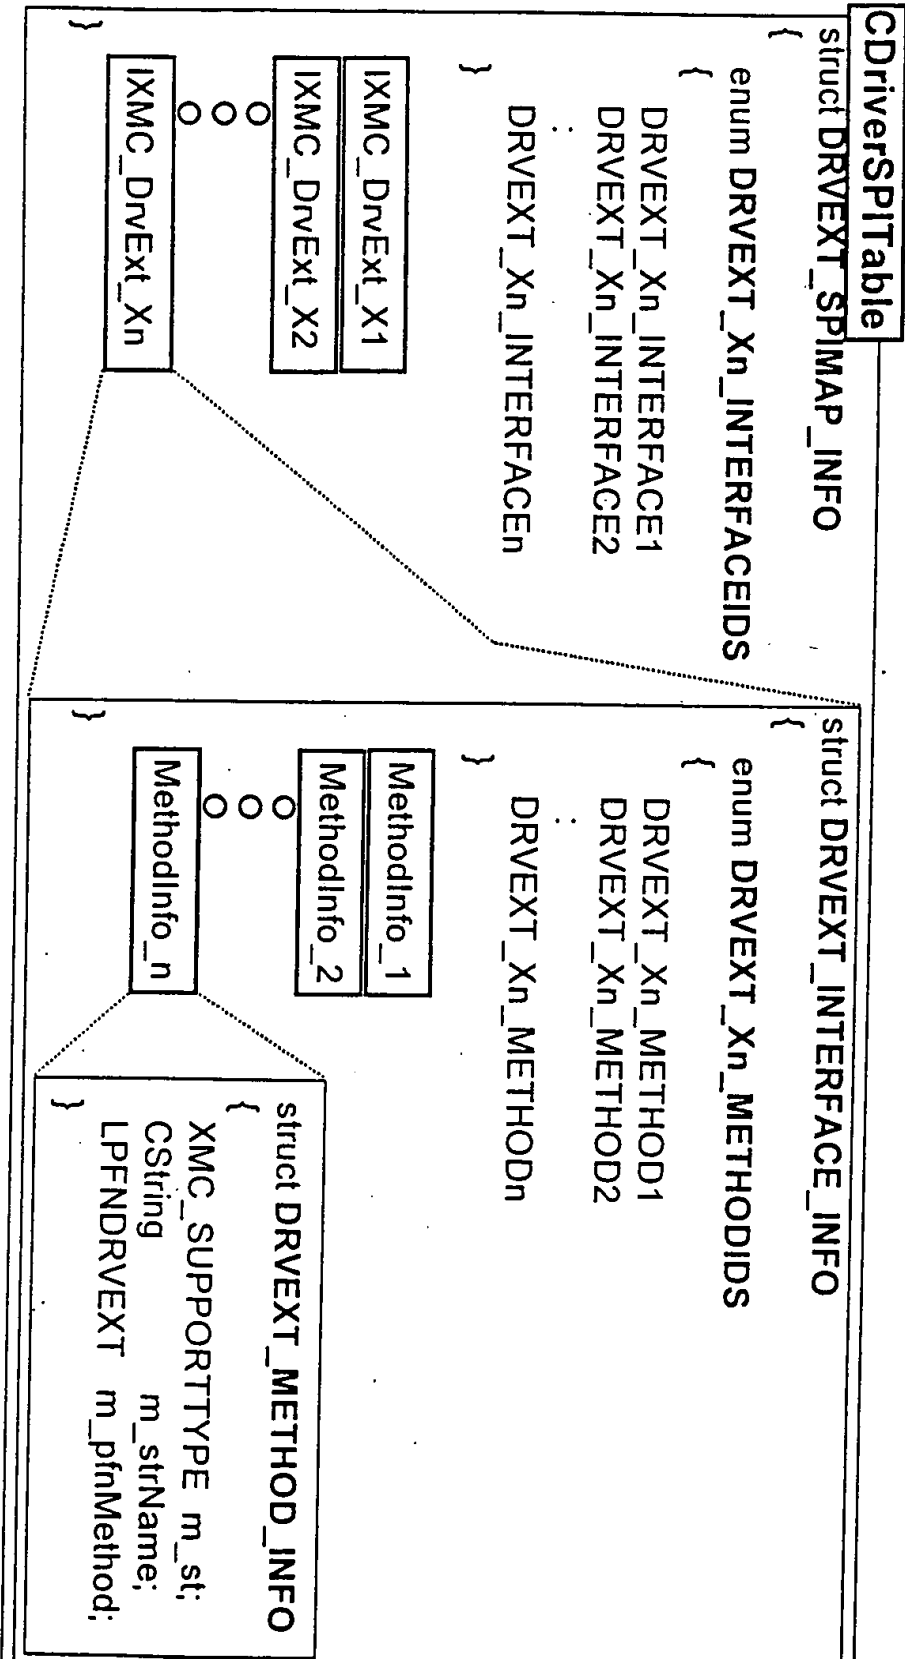 CDriverSPITable
struct DRVEXT_SPIMAP_INFO
{
enum DRVEXT_Xn_INTERFACEIDS
{
DRVEXT_Xn_INTERFACE1
DRVEXT_Xn_INTERFACE2
:
DRVEXT_Xn_INTERFACEn
}
IXMC_DrvExt_X1
IXMC_DrvExt_X2
IXMC_DrvExt_Xn
}
struct DRVEXT_INTERFACE_INFO
{
enum DRVEXT_Xn_METHODIDS
{
DRVEXT_Xn_METHOD1
DRVEXT_Xn_METHOD2
:
DRVEXT_Xn_METHODn
}
MethodInfo_1
MethodInfo_2
MethodInfo_n
}
struct DRVEXT_METHOD_INFO
{
XMC_SUPPORTTYPE m_st;
CString m_strName;
LPFNDRVEXT m_pfnMethod;
}